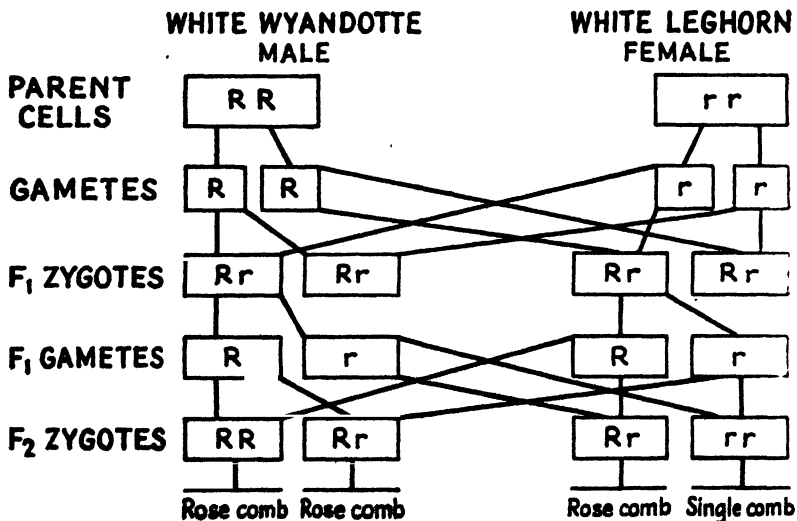 WHITE WYANDOTTE MALE
WHITE LEGHORN FEMALE
PARENT CELLS
R R
r r
GAMETES
R R r r
F₁ ZYGOTES
Rr Rr Rr Rr
F₁ GAMETES
R r R r
F₂ ZYGOTES
RR Rr Rr rr
Rose comb Rose comb Rose comb Single comb